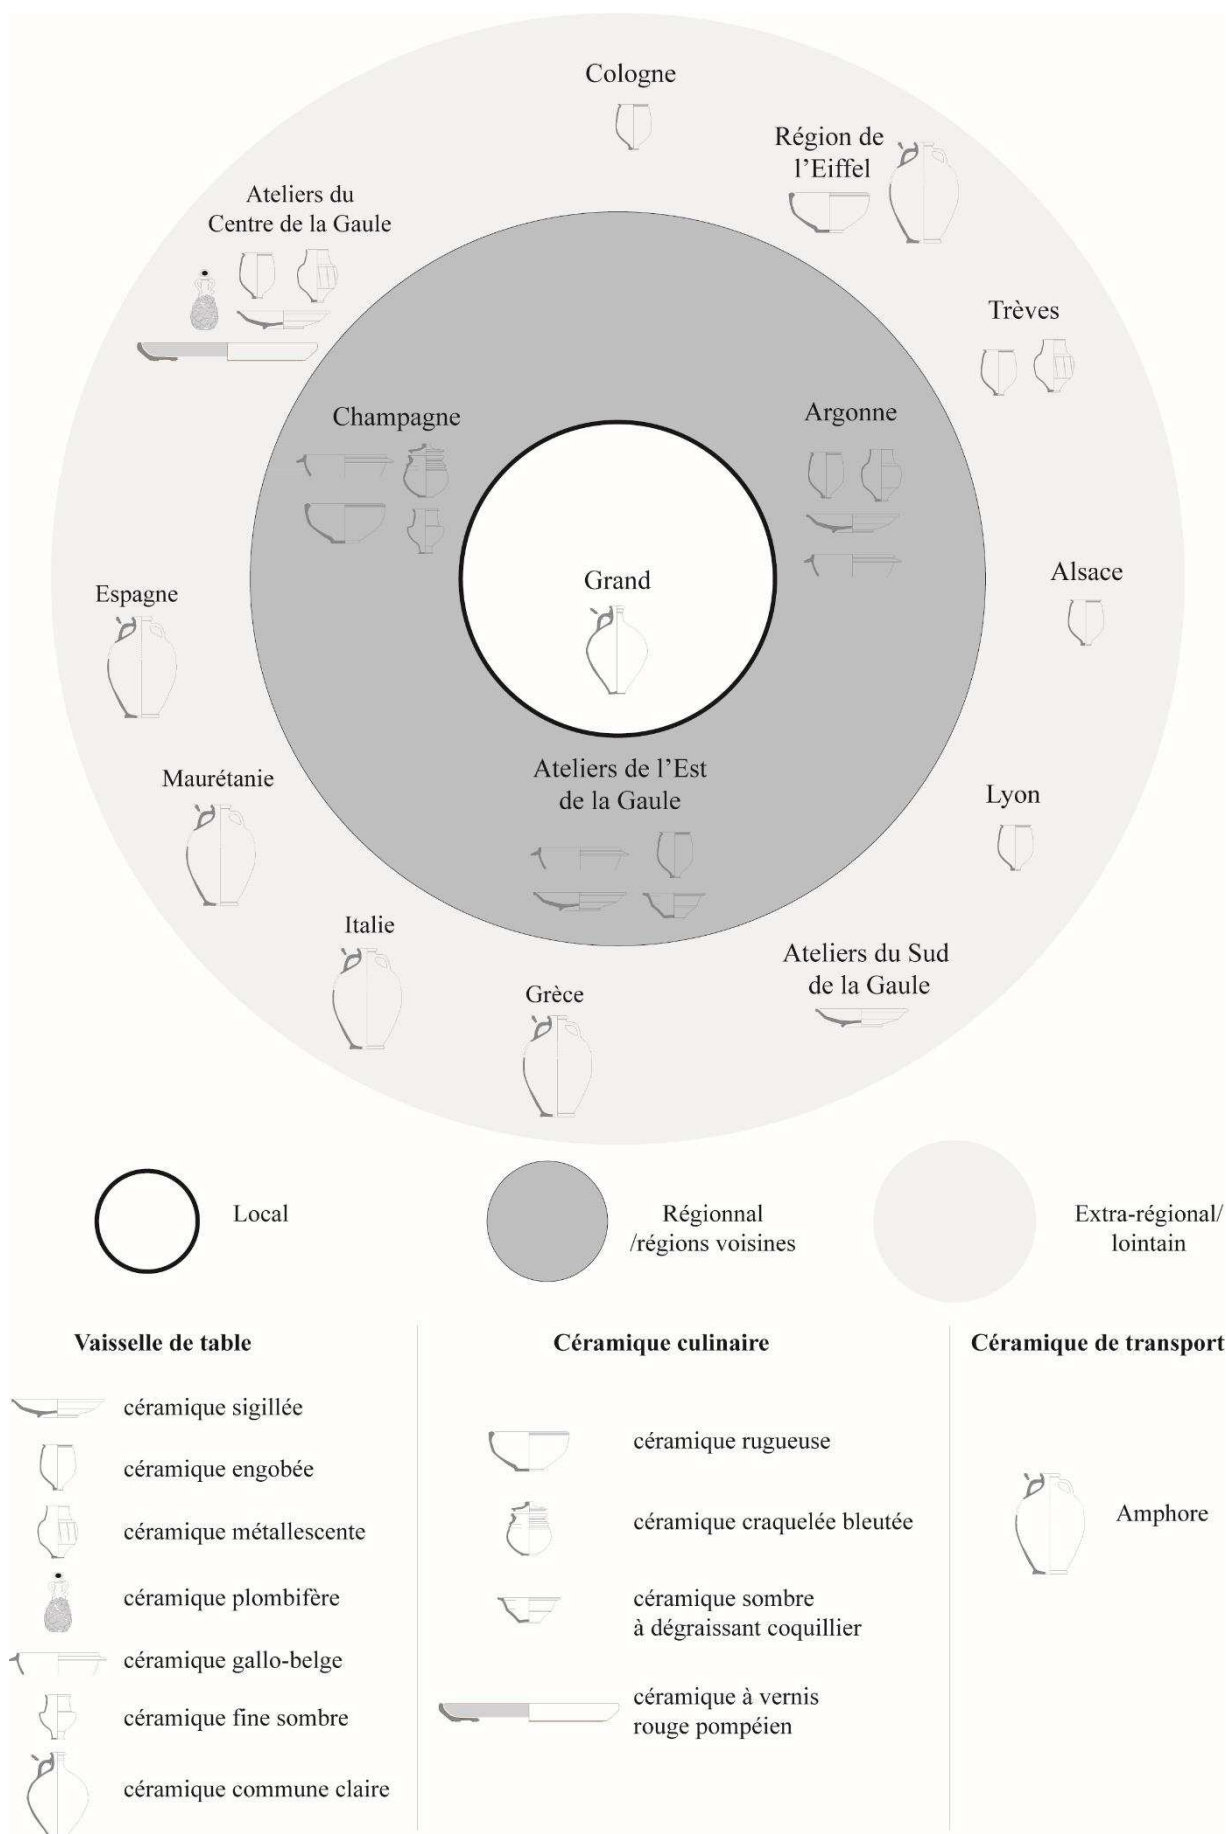 Cologne
Région de
l’Eiffel
Ateliers du
Centre de la Gaule
Trèves
Champagne
Argonne
Espagne
Grand
Alsace
Maurétanie
Ateliers de l’Est
de la Gaule
Lyon
Italie
Ateliers du Sud
de la Gaule
Grèce
Local
Régionnal
/régions voisines
Extra-régional/
lointain
Vaisselle de table
céramique sigillée
céramique engobée
céramique métallescente
céramique plombifère
céramique gallo-belge
céramique fine sombre
céramique commune claire
Céramique culinaire
céramique rugueuse
céramique craquelée bleutée
céramique sombre
à dégraissant coquillier
céramique à vernis
rouge pompéien
Céramique de transport
Amphore